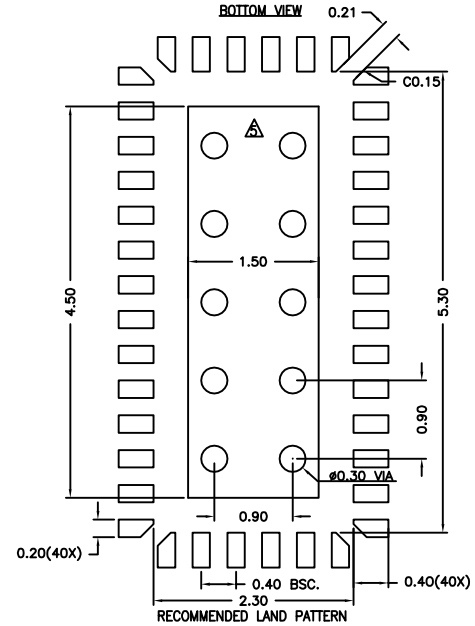 BOTTOM VIEW
0.21
C0.15
5
4.50
1.50
5.30
0.90
ø0.30 VIA
0.90
0.20(40X)
0.40 BSC.
0.40(40X)
2.30
RECOMMENDED LAND PATTERN